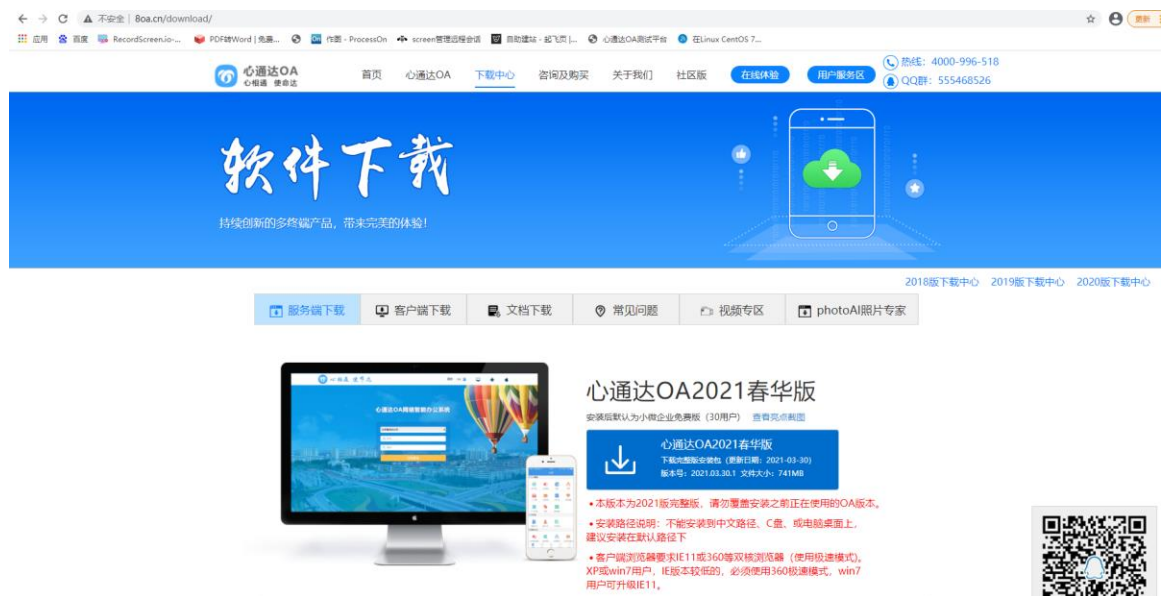 不安全 | 8oa.cn/download/
更新
应用 百度 RecordScreen.io-... PDF转Word | 免费... 作图 - ProcessOn screen管理远程会话 自助建站 - 起飞页 |... 心通达OA测试平台 在Linux CentOS 7...
心通达OA
心相通 使命达
首页 心通达OA 下载中心 咨询及购买 关于我们 社区版 在线体验 用户服务区
热线：4000-996-518
QQ群：555468526
软件下载
持续创新的多终端产品，带来完美的体验！
2018版下载中心 2019版下载中心 2020版下载中心
服务端下载 客户端下载 文档下载 常见问题 视频专区 photoAI照片专家
心通达OA网络智能办公系统
心通达OA2021春华版
安装后默认为小微企业免费版（30用户） 查看亮点截图
心通达OA2021春华版
下载完整版安装包（更新日期：2021-03-30）
版本号：2021.03.30.1 文件大小：741MB
•本版本为2021版完整版，请勿覆盖安装之前正在使用的OA版本。
•安装路径说明：不能安装到中文路径、C盘、或电脑桌面上，
建议安装在默认路径下
•客户端浏览器要求IE11或360等双核浏览器（使用极速模式)。
XP或win7用户，IE版本较低的，必须使用360极速模式，win7
用户可升级IE11。